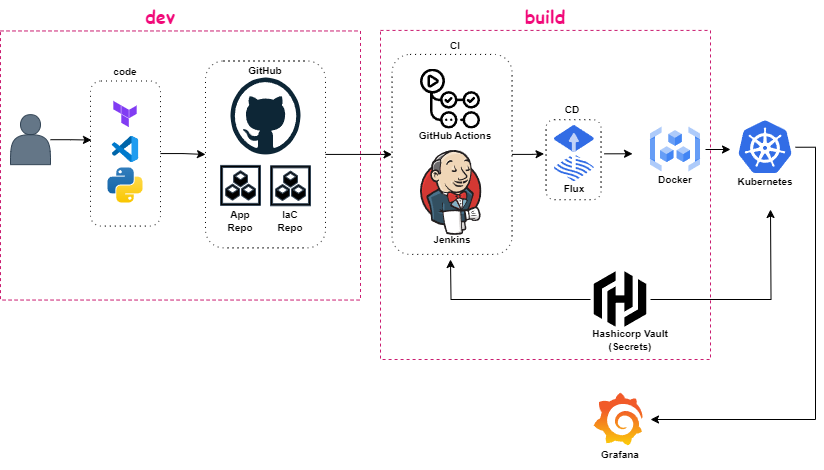 dev
build
code
GitHub
App
Repo
IaC
Repo
CI
GitHub Actions
Jenkins
CD
Flux
Docker
Kubernetes
Hashicorp Vault
(Secrets)
Grafana